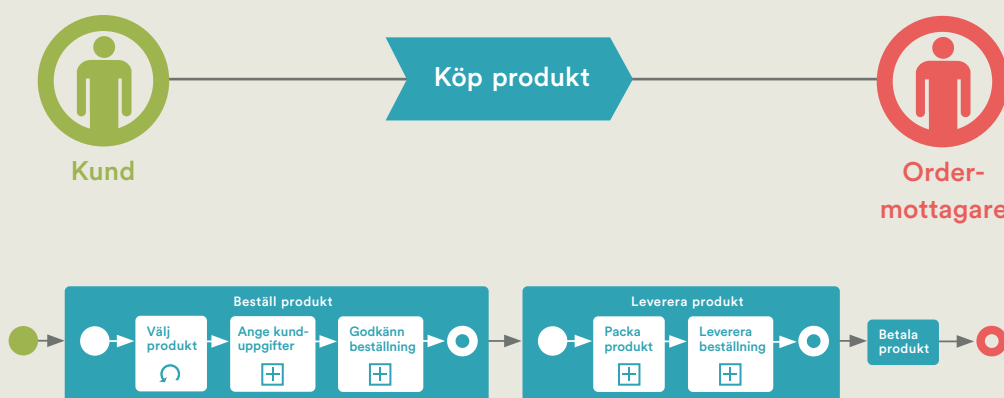 Köp produkt
Kund
Order-
mottagare
Beställ produkt
Välj
produkt
Ange kund-
uppgifter
Godkänn
beställning
Leverera produkt
Packa
produkt
Leverera
beställning
Betala
produkt